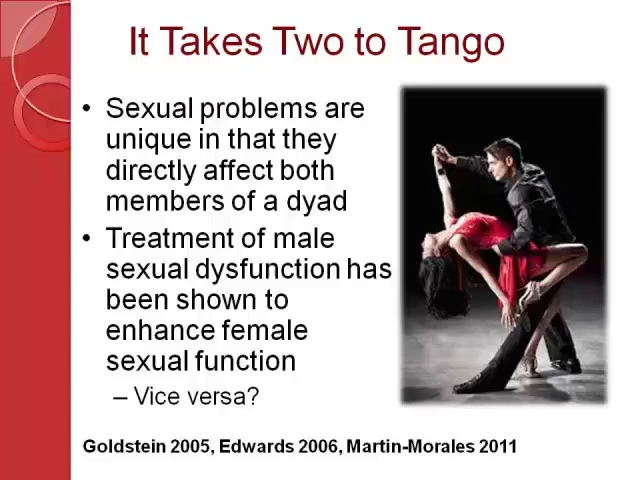 It Takes Two to Tango
• Sexual problems are
unique in that they
directly affect both
members of a dyad
• Treatment of male
sexual dysfunction has
been shown to
enhance female
sexual function
– Vice versa?
Goldstein 2005, Edwards 2006, Martin-Morales 2011